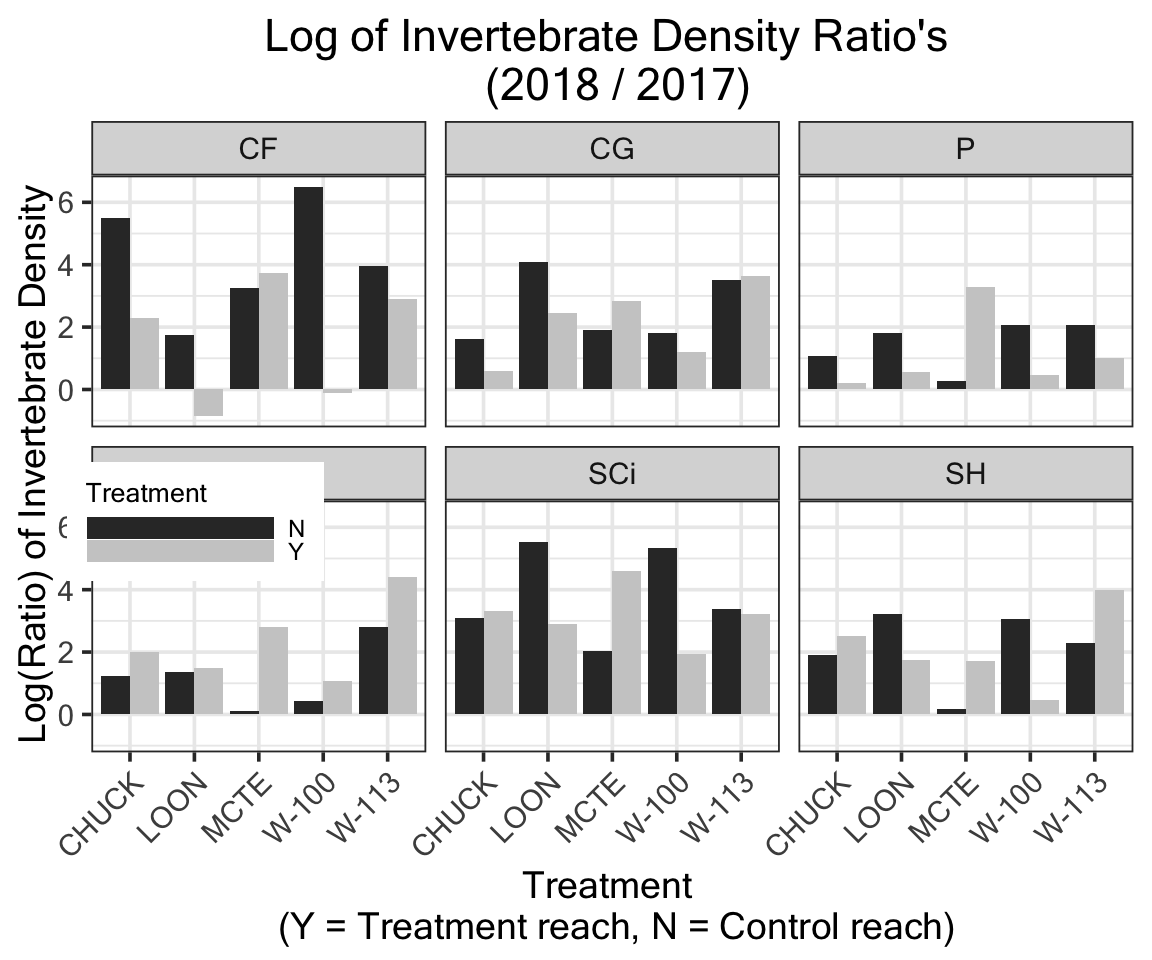 Log of Invertebrate Density Ratio's
(2018 / 2017)
CF
CG
P
Log(Ratio) of Invertebrate Density
6
4
2
0
SCi
SH
Treatment
N
Y
4
2
0
CHUCK
LOON
MCTE
W-100
W-113
CHUCK
LOON
MCTE
W-100
W-113
CHUCK
LOON
MCTE
W-100
W-113
Treatment
(Y = Treatment reach, N = Control reach)